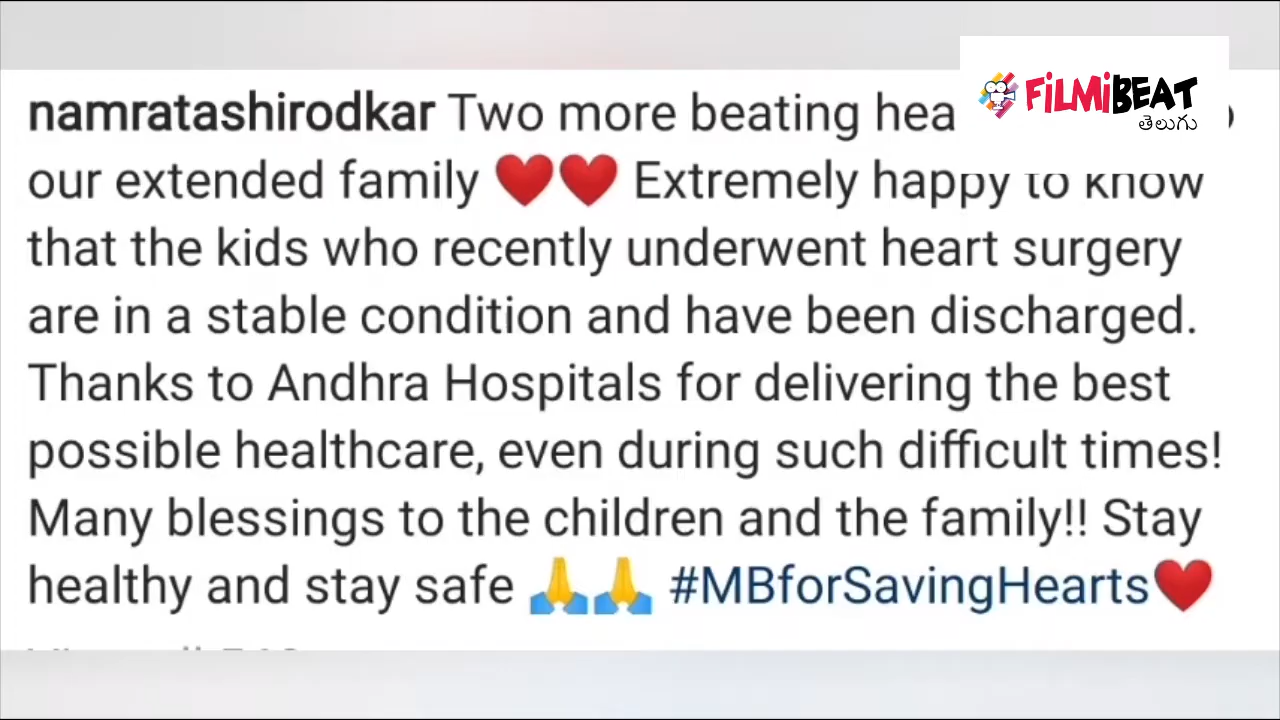 FiLMiBEAT
తెలుగు
namratashirodkar Two more beating
our extended family ❤️❤️ Extremely happy to know
that the kids who recently underwent heart surgery
are in a stable condition and have been discharged.
Thanks to Andhra Hospitals for delivering the best
possible healthcare, even during such difficult times!
Many blessings to the children and the family!! Stay
healthy and stay safe 🙏🙏 #MBforSavingHearts❤️